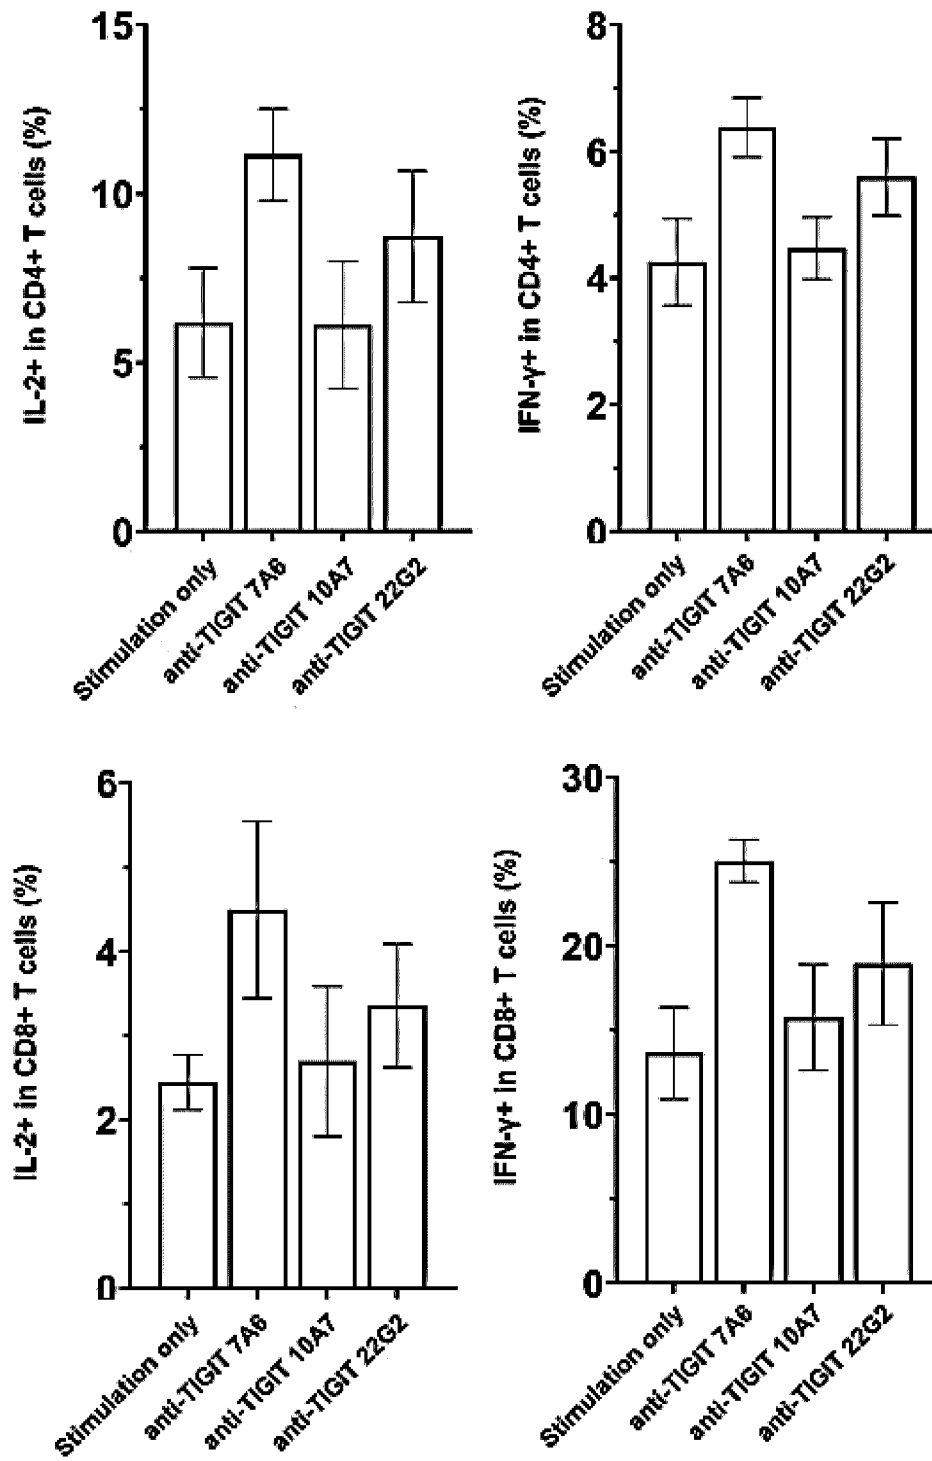 IL-2+ in CD4+ T cells (%)
15
10
5
0
Stimulation only
anti-TIGIT 7A6
anti-TIGIT 10A7
anti-TIGIT 22G2
IFN-γ+ in CD4+ T cells (%)
8
6
4
2
0
Stimulation only
anti-TIGIT 7A6
anti-TIGIT 10A7
anti-TIGIT 22G2
IL-2+ in CD8+ T cells (%)
6
4
2
0
Stimulation only
anti-TIGIT 7A6
anti-TIGIT 10A7
anti-TIGIT 22G2
IFN-γ+ in CD8+ T cells (%)
30
20
10
0
Stimulation only
anti-TIGIT 7A6
anti-TIGIT 10A7
anti-TIGIT 22G2